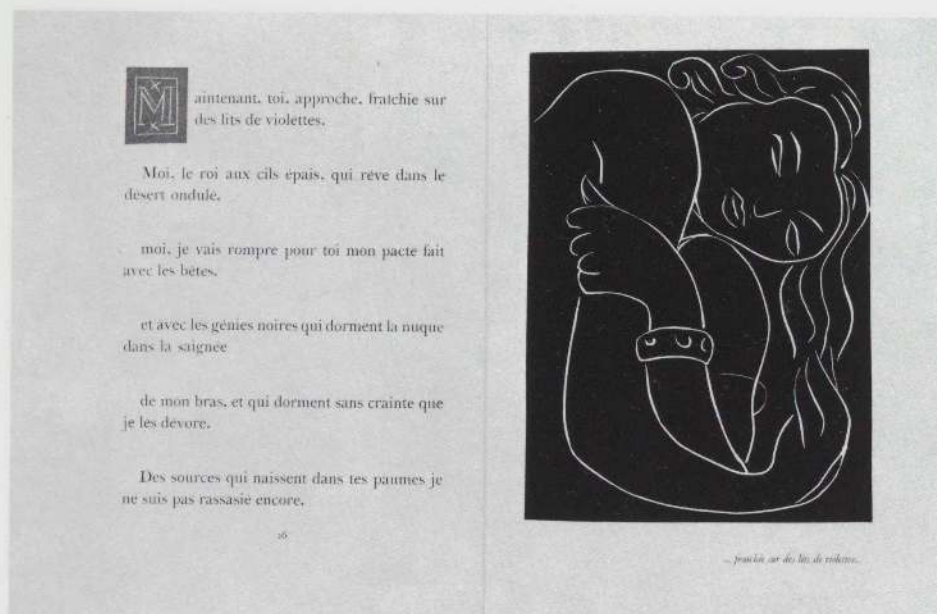 Maintenant, toi, approche, fraîchie sur
des lits de violettes.
Moi, le roi aux cils épais, qui rêve dans le
désert ondulé,
moi, je vais rompre pour toi mon pacte fait
avec les bêtes,
et avec les génies noires qui dorment la nuque
dans la saignée
de mon bras, et qui dorment sans crainte que
je les dévore.
Des sources qui naissent dans tes paumes je
ne suis pas rassasié encore,
26
... fraîchie sur des lits de violettes...